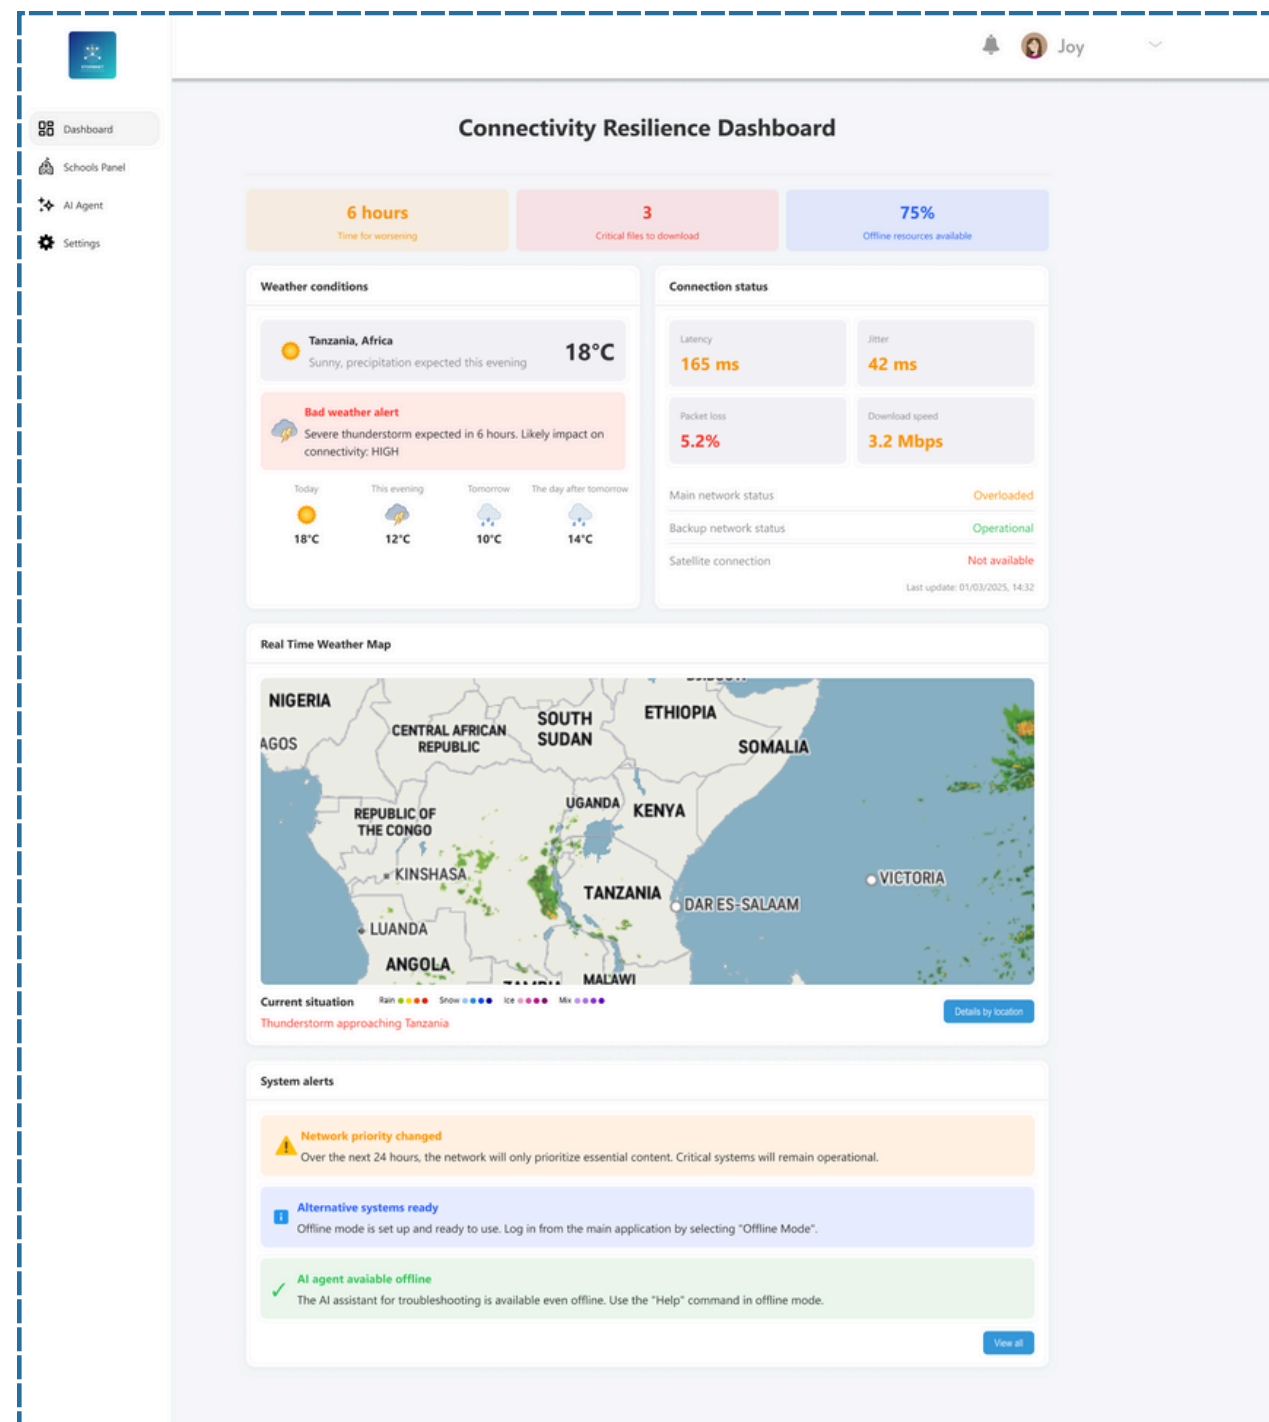 Joy
Dashboard
Schools Panel
AI Agent
Settings
Connectivity Resilience Dashboard
6 hours
Time for worsening
3
Critical files to download
75%
Offline resources available
Weather conditions
Tanzania, Africa
Sunny, precipitation expected this evening
18°C
Bad weather alert
Severe thunderstorm expected in 6 hours. Likely impact on
connectivity: HIGH
Today
This evening
Tomorrow
The day after tomorrow
18°C
12°C
10°C
14°C
Connection status
Latency
165 ms
Jitter
42 ms
Packet loss
5.2%
Download speed
3.2 Mbps
Main network status
Overloaded
Backup network status
Operational
Satellite connection
Not available
Last update: 01/03/2025, 14:32
Real Time Weather Map
NIGERIA
AGOS
CENTRAL AFRICAN
REPUBLIC
SOUTH
SUDAN
ETHIOPIA
SOMALIA
REPUBLIC OF
THE CONGO
UGANDA
KENYA
KINSHASA
TANZANIA
DAR ES-SALAAM
VICTORIA
LUANDA
ANGOLA
MALAWI
Current situation
Rain
Snow
Ice
Mix
Thunderstorm approaching Tanzania
Details by location
System alerts
Network priority changed
Over the next 24 hours, the network will only prioritize essential content. Critical systems will remain operational.
Alternative systems ready
Offline mode is set up and ready to use. Log in from the main application by selecting "Offline Mode".
AI agent avaiable offline
The AI assistant for troubleshooting is available even offline. Use the "Help" command in offline mode.
View all